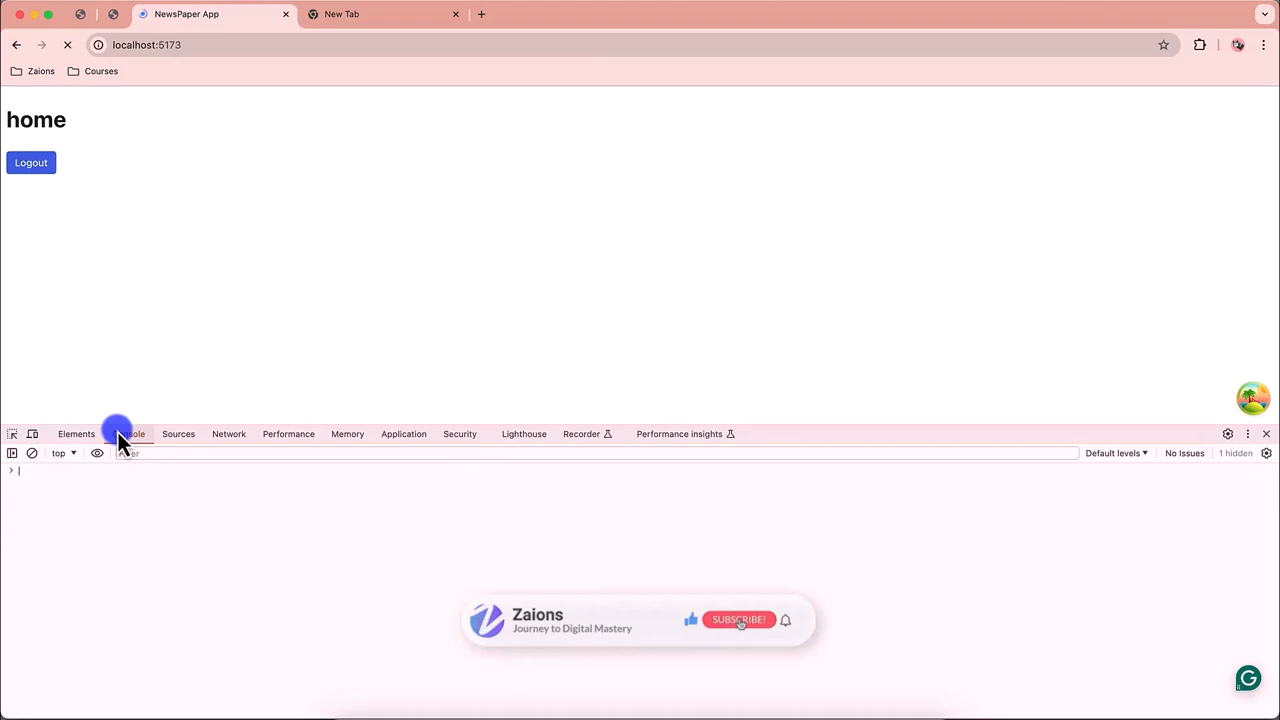 NewsPaper App
New Tab
localhost:5173
Zaions
Courses
home
Logout
Elements
Sources
Network
Performance
Memory
Application
Security
Lighthouse
Recorder
Performance insights
top
Default levels
No Issues
1 hidden
Zaions
Journey to Digital Mastery
SUBSCRIBE!